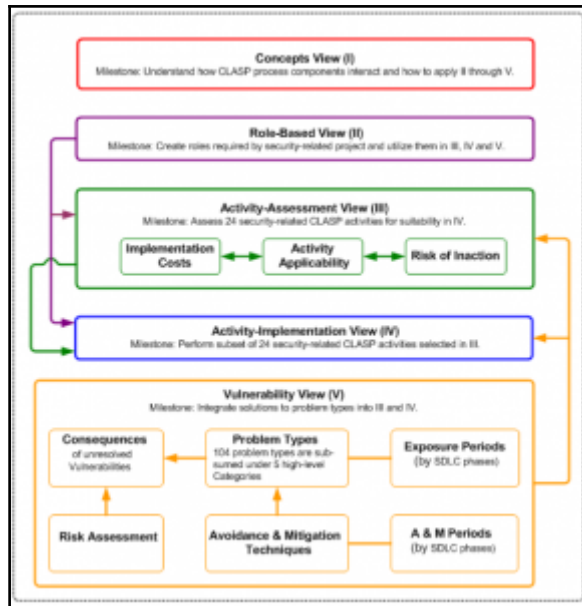 Concepts View (I)
Milestone: Understand how CLASP process components interact and how to apply II through V.
Role-Based View (II)
Milestone: Create roles required by security-related project and utilize them in III, IV and V.
Activity-Assessment View (III)
Milestone: Assess 24 security-related CLASP activities for suitability in IV.
Implementation
Costs
Activity
Applicability
Risk of Inaction
Activity-Implementation View (IV)
Milestone: Perform subset of 24 security-related CLASP activities selected in III.
Vulnerability View (V)
Milestone: Integrate solutions to problem types into III and IV.
Consequences
of unresolved
Vulnerabilities
Problem Types
104 problem types are sub-
sumed under 5 high-level
Categories
Exposure Periods
(by SDLC phases)
Risk Assessment
Avoidance & Mitigation
Techniques
A & M Periods
(by SDLC phases)